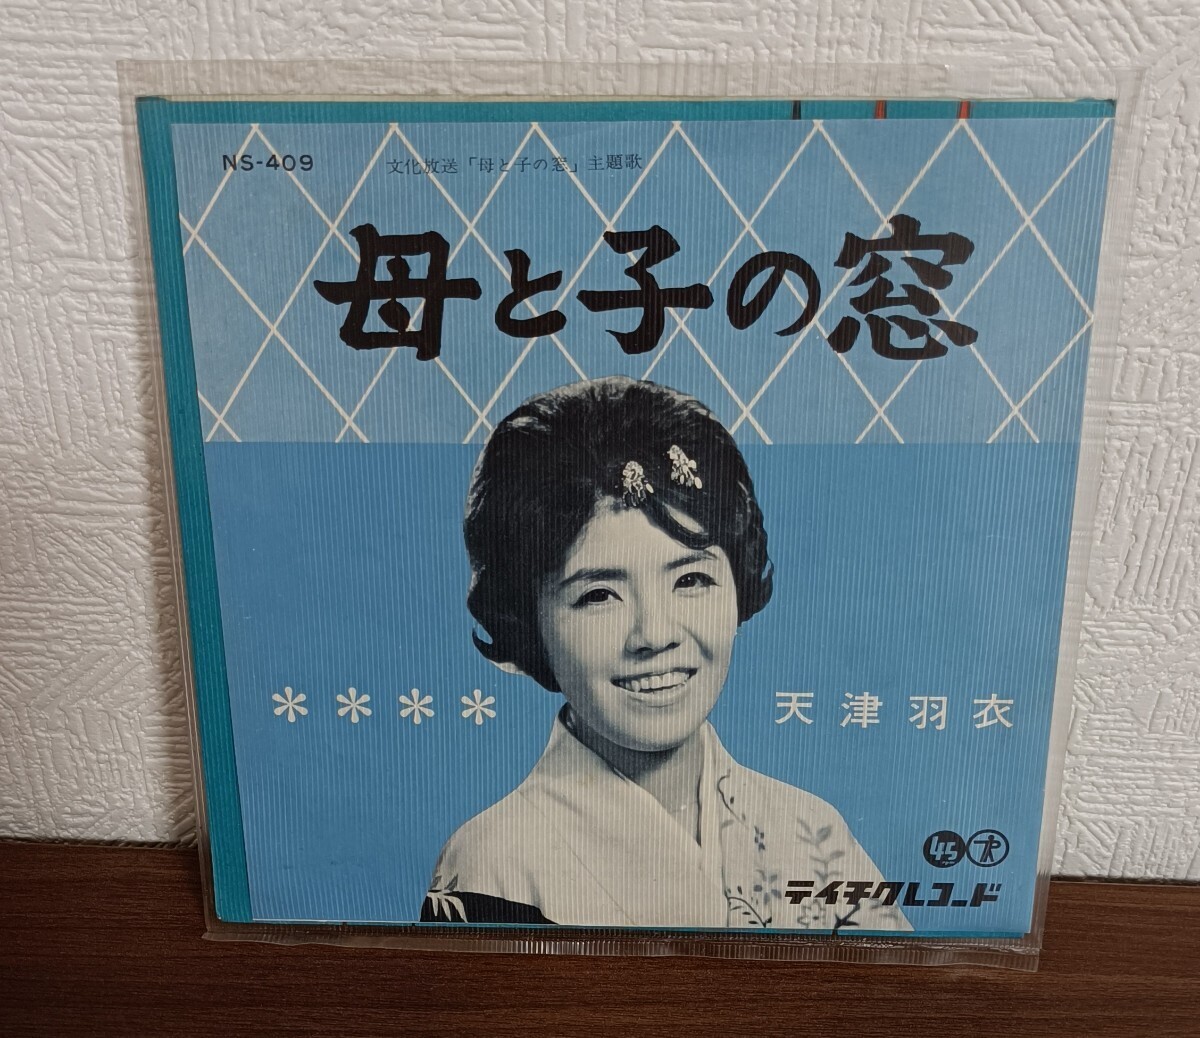 NS-409
文化放送「母と子の窓」主題歌
母と子の窓
****
天津羽衣
45
テイチクレコード